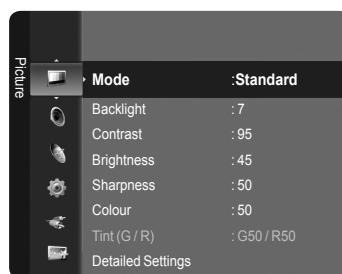 Picture
Mode :Standard
Backlight : 7
Contrast : 95
Brightness : 45
Sharpness : 50
Colour : 50
Tint (G / R) : G50 / R50
Detailed Settings